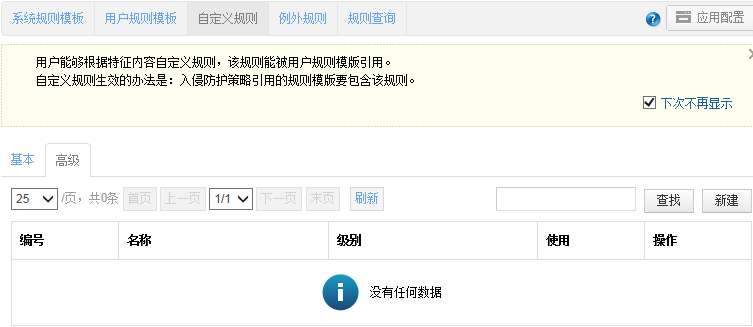 系统规则模板 用户规则模板 自定义规则 例外规则 规则查询 ? 应用配置
用户能够根据特征内容自定义规则，该规则能被用户规则模版引用。
自定义规则生效的办法是：入侵防护策略引用的规则模版要包含该规则。
下次不再显示
基本 高级
25 /页，共0条 首页 上一页 1/1 下一页 末页 刷新 查找 新建
编号 名称 级别 使用 操作
i 没有任何数据